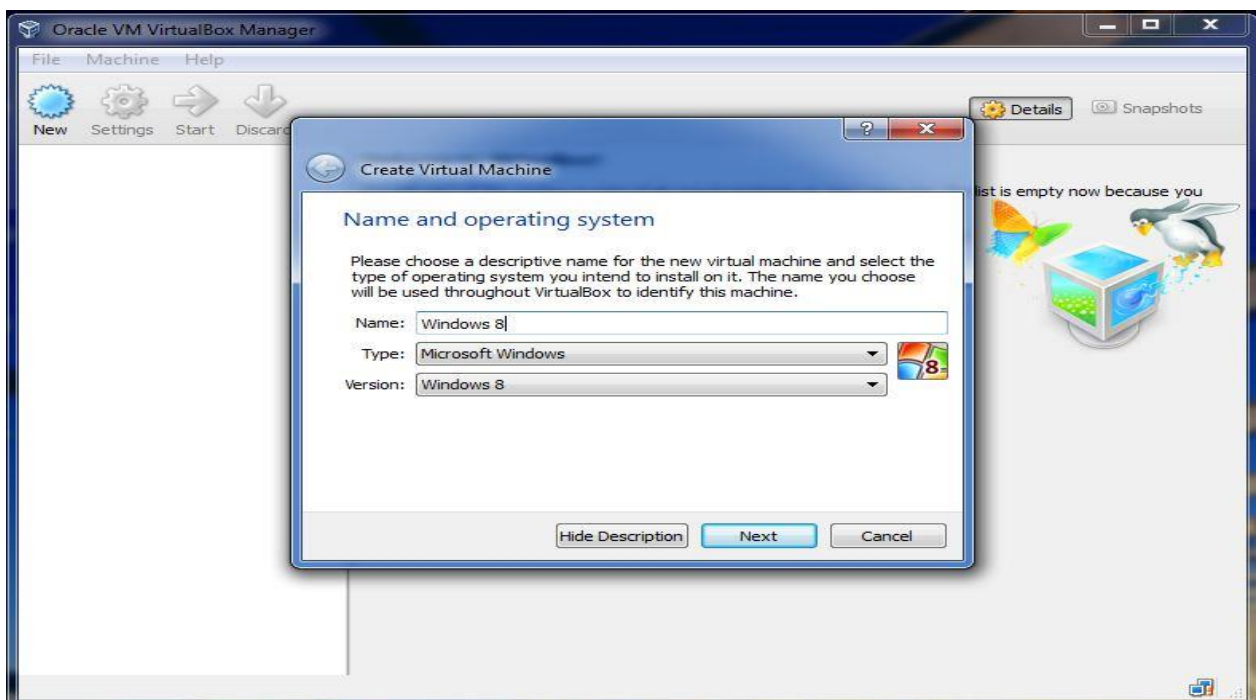 Oracle VM VirtualBox Manager
File Machine Help
New Settings Start Discard
Details Snapshots
Create Virtual Machine
list is empty now because you
Name and operating system
Please choose a descriptive name for the new virtual machine and select the
type of operating system you intend to install on it. The name you choose
will be used throughout VirtualBox to identify this machine.
Name: Windows 8
Type: Microsoft Windows
8
Version: Windows 8
Hide Description Next Cancel